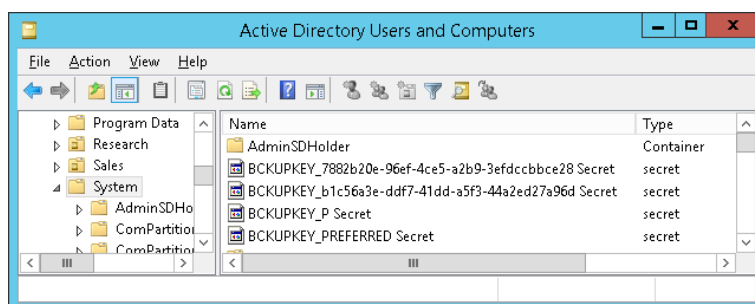 Active Directory Users and Computers
File Action View Help
Program Data
Research
Sales
System
AdminSDHo
ComPartition
ComPartition
Name Type
AdminSDHolder Container
BCKUPKEY_7882b20e-96ef-4ce5-a2b9-3efdccbbce28 Secret secret
BCKUPKEY_b1c56a3e-ddf7-41dd-a5f3-44a2ed27a96d Secret secret
BCKUPKEY_P Secret secret
BCKUPKEY_PREFERRED Secret secret